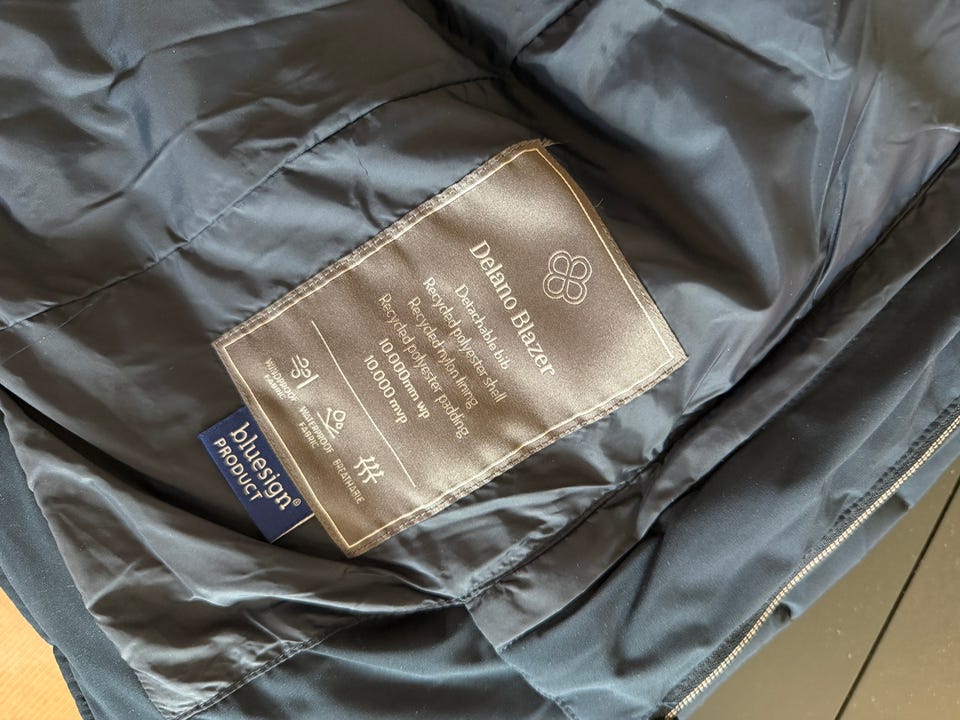 Delano Blazer
Detachable bib
Recycled polyester shell
Recycled nylon lining
Recycled polyester padding
10.000mm wp
10.000 mvp
WINDPROOF
FABRIC
WATERPROOF
FABRIC
BREATHABLE
bluesign®
PRODUCT